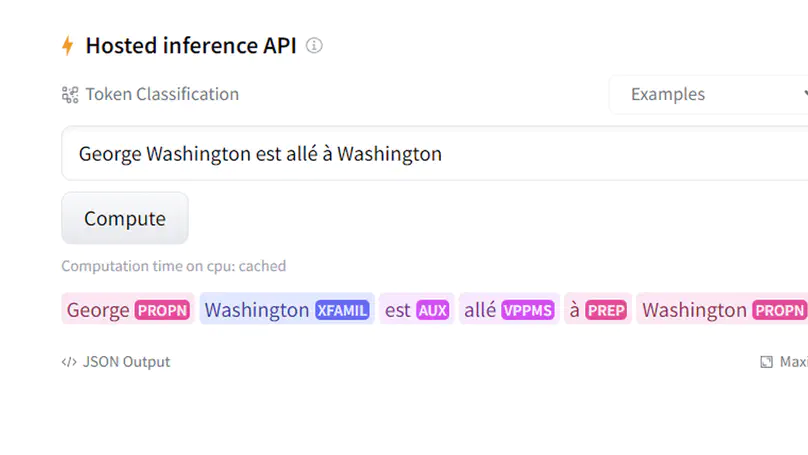 Hosted inference API
Token Classification
Examples
George Washington est allé à Washington
Compute
Computation time on cpu: cached
George PROPN Washington XFAMIL est AUX allé VPPMS à PREP Washington PROPN
</> JSON Output
Maxi